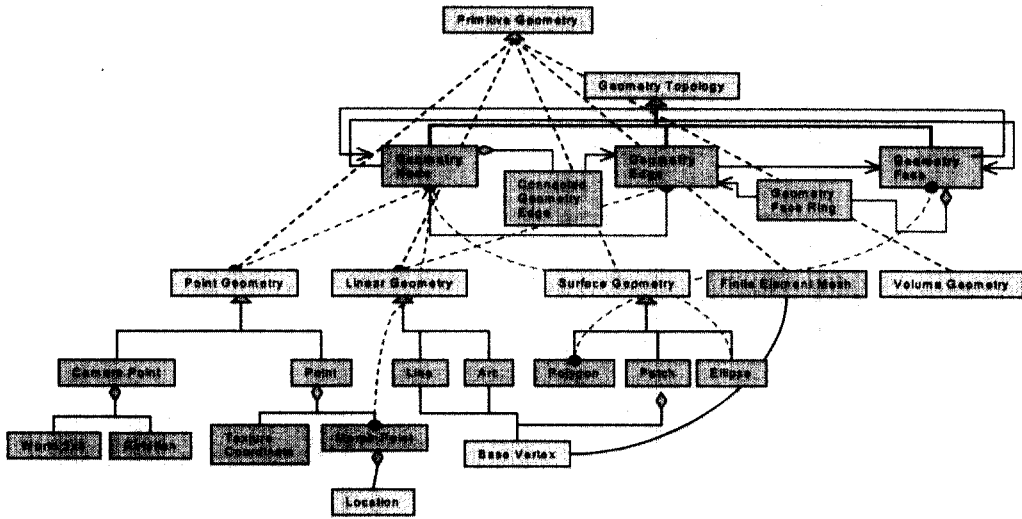 Primitive Geometry
Geometry Topology
Geometry
Node
Geometry
Edge
Geometry
Face
Connected
Geometry
Edge
Geometry
Face Ring
Point Geometry
Linear Geometry
Surface Geometry
Finite Element Mesh
Volume Geometry
Camera Point
Point
Line
Arc
Polygon
Patch
Ellipse
Texture
Coordinate
Base Vertex
Location